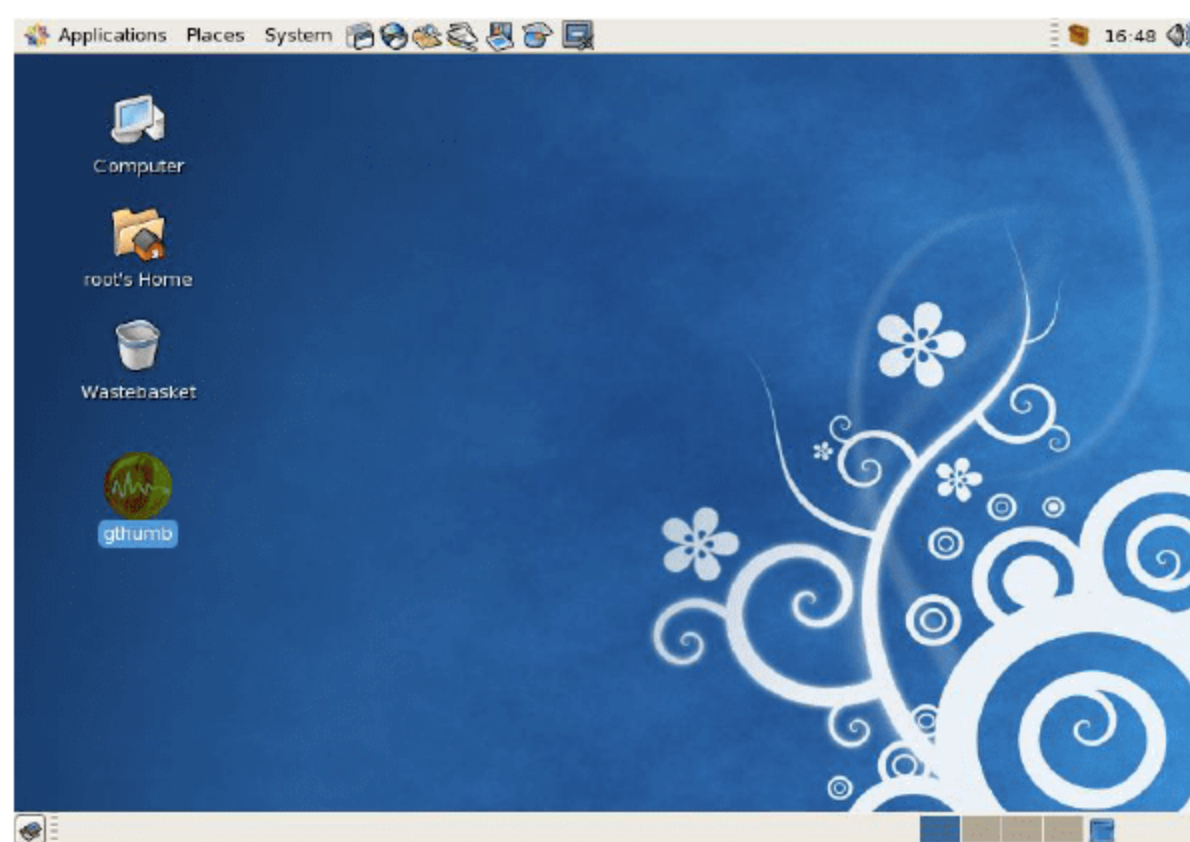 Applications Places System 16:48
Computer
root's Home
Wastebasket
gthumb